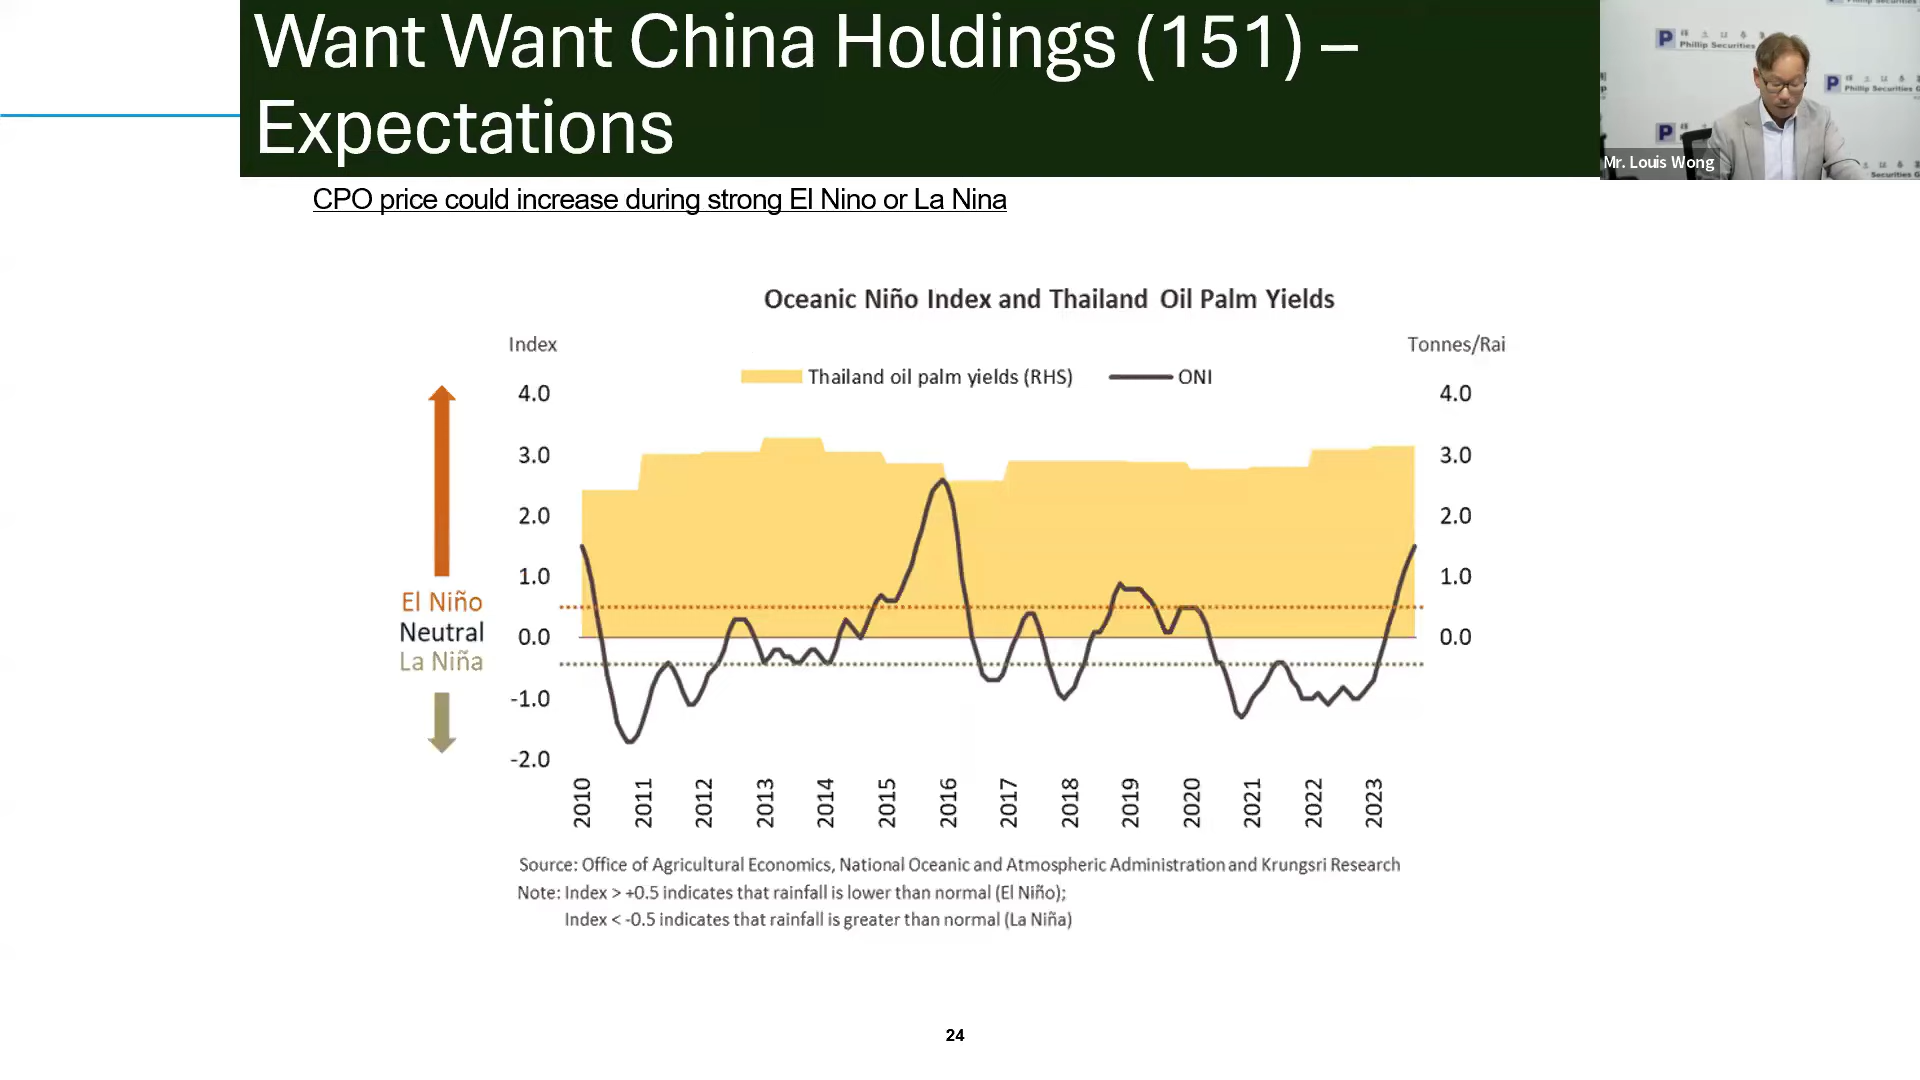 Want Want China Holdings (151) –
Expectations
Phillip Securities
Phillip Securities G
Securities G
Mr. Louis Wong
CPO price could increase during strong El Nino or La Nina
Oceanic Niño Index and Thailand Oil Palm Yields
Index
Tonnes/Rai
Thailand oil palm yields (RHS)
ONI
4.0
4.0
3.0
3.0
2.0
2.0
1.0
1.0
El Niño
Neutral
0.0
0.0
La Niña
-1.0
-2.0
2010
2011
2012
2013
2014
2015
2016
2017
2018
2019
2020
2021
2022
2023
Source: Office of Agricultural Economics, National Oceanic and Atmospheric Administration and Krungsri Research
Note: Index > +0.5 indicates that rainfall is lower than normal (El Niño);
Index < -0.5 indicates that rainfall is greater than normal (La Niña)
24